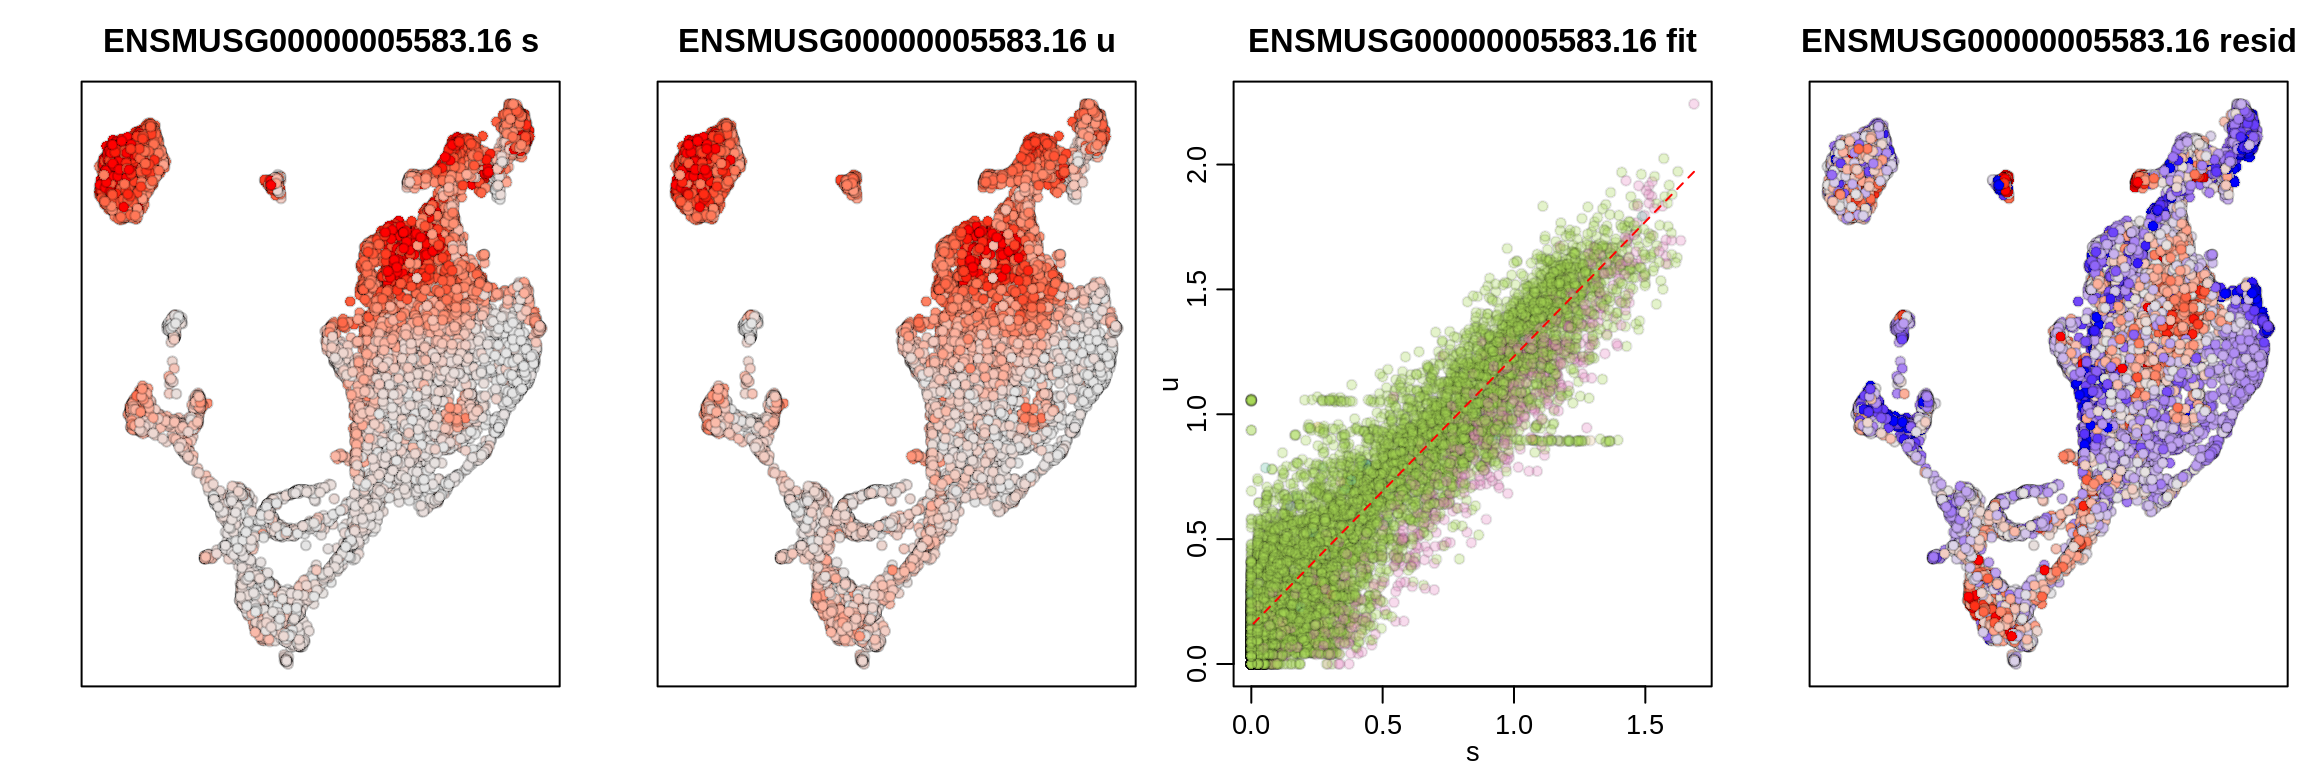 ENSMUSG00000005583.16 s
ENSMUSG00000005583.16 u
ENSMUSG00000005583.16 fit
ENSMUSG00000005583.16 resid
u
0.0
0.5
1.0
1.5
2.0
0.0
0.5
1.0
1.5
s